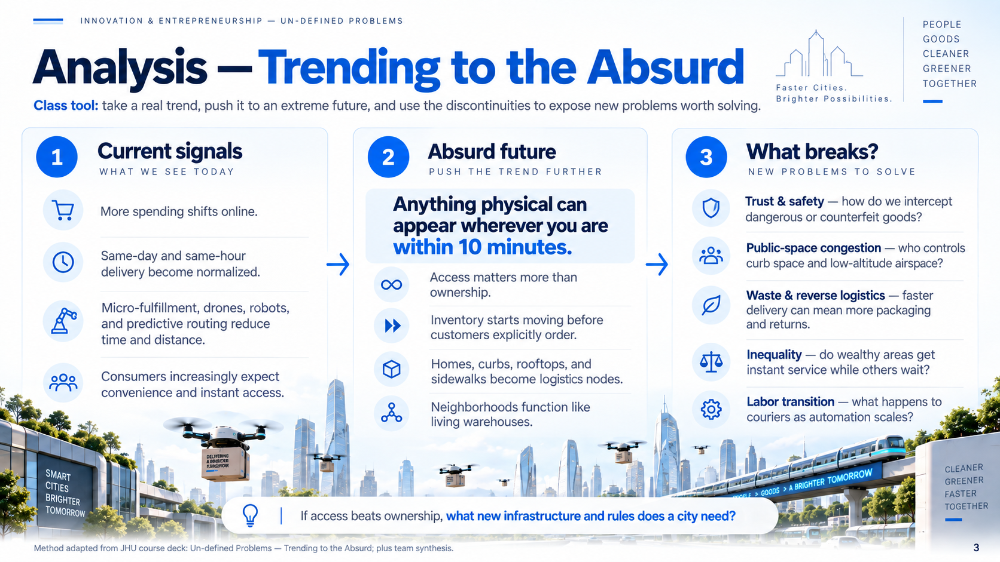 INNOVATION & ENTREPRENEURSHIP — UN-DEFINED PROBLEMS
Analysis — Trending to the Absurd
Class tool: take a real trend, push it to an extreme future, and use the discontinuities to expose new problems worth solving.
Faster Cities.
Brighter Possibilities.
PEOPLE
GOODS
CLEANER
GREENER
TOGETHER
1
Current signals
WHAT WE SEE TODAY
More spending shifts online.
Same-day and same-hour
delivery become normalized.
Micro-fulfillment, drones, robots,
and predictive routing reduce
time and distance.
Consumers increasingly expect
convenience and instant access.
2
Absurd future
PUSH THE TREND FURTHER
Anything physical can
appear wherever you are
within 10 minutes.
Access matters more than
ownership.
Inventory starts moving before
customers explicitly order.
Homes, curbs, rooftops, and
sidewalks become logistics nodes.
Neighborhoods function like
living warehouses.
3
What breaks?
NEW PROBLEMS TO SOLVE
Trust & safety — how do we intercept
dangerous or counterfeit goods?
Public-space congestion — who controls
curb space and low-altitude airspace?
Waste & reverse logistics — faster
delivery can mean more packaging
and returns.
Inequality — do wealthy areas get
instant service while others wait?
Labor transition — what happens to
couriers as automation scales?
SMART
CITIES
BRIGHTER
TOMORROW
DELIVERING
A BRIGHTER
> GOODS > A BRIGHTER TOMORROW
CLEANER
GREENER
FASTER
TOGETHER
If access beats ownership, what new infrastructure and rules does a city need?
Method adapted from JHU course deck: Un-defined Problems — Trending to the Absurd; plus team synthesis.
3